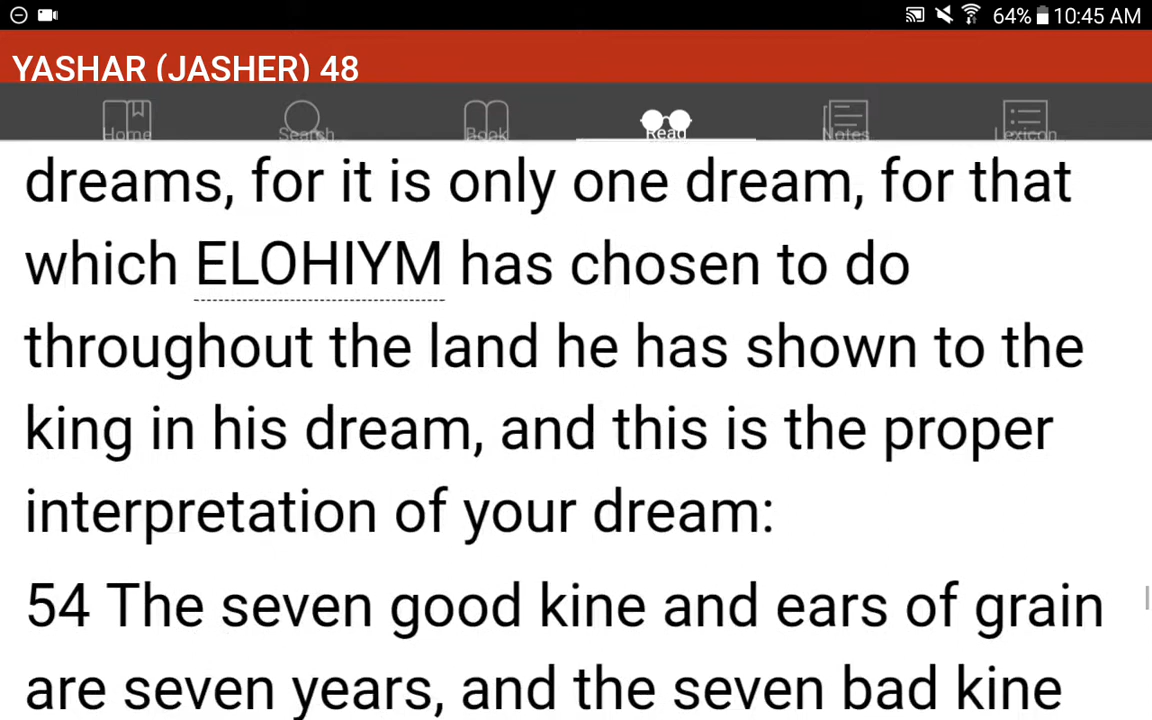 64% 10:45 AM
YASHAR (JASHER) 48
Home Search Book Read Notes Lexicon
dreams, for it is only one dream, for that
which ELOHIYM has chosen to do
throughout the land he has shown to the
king in his dream, and this is the proper
interpretation of your dream:
54 The seven good kine and ears of grain
are seven years, and the seven bad kine